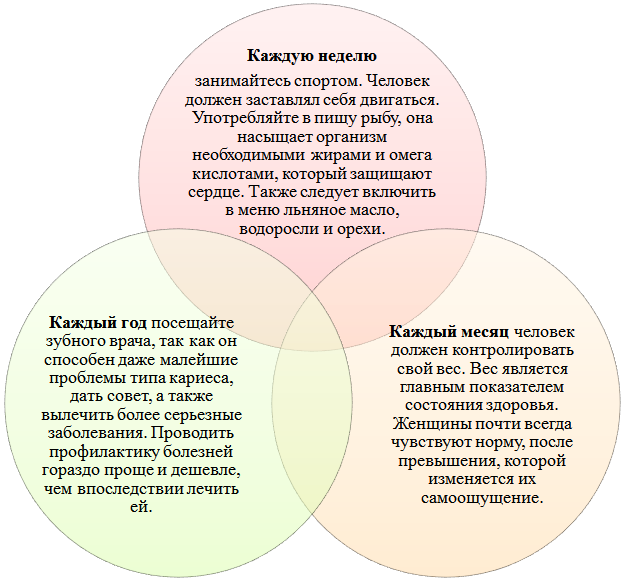 Каждую неделю
занимайтесь спортом. Человек
должен заставлял себя двигаться.
Употребляйте в пищу рыбу, она
насыщает организм
необходимыми жирами и омега
кислотами, который защищают
сердце. Также следует включить
в меню льняное масло,
водоросли и орехи.
Каждый год посещайте
зубного врача, так как он
способен даже малейшие
проблемы типа кариеса,
дать совет, а также
вылечить более серьезные
заболевания. Проводить
профилактику болезней
гораздо проще и дешевле,
чем впоследствии лечить
ей.
Каждый месяц человек
должен контролировать
свой вес. Вес является
главным показателем
состояния здоровья.
Женщины почти всегда
чувствуют норму, после
превышения, которой
изменяется их
самоощущение.